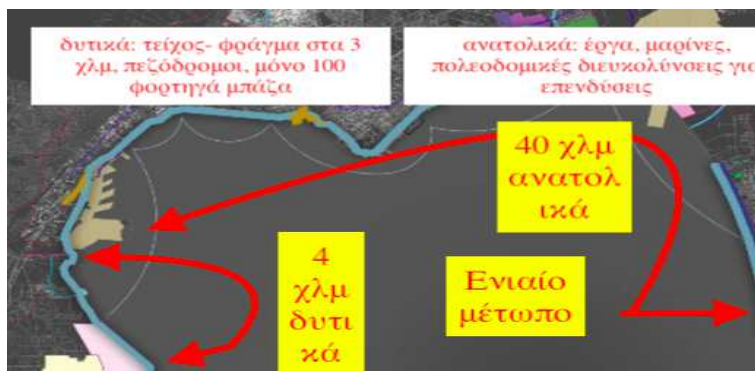 δυτικά: τείχος- φράγμα στα 3
χλμ, πεζόδρομοι, μόνο 100
φορτηγά μπάζα
ανατολικά: έργα, μαρίνες,
πολεοδομικές διευκολύνσεις για
επενδύσεις
40 χλμ
ανατολ
ικά
4
χλμ
δυτι
κά
Ενιαίο
μέτωπο